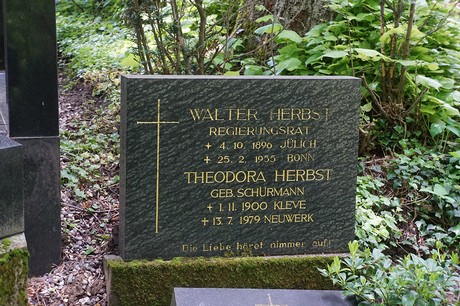 WALTER HERBST
REGIERUNGSRAT
* 4. 10. 1896 JÜLICH
+ 25. 2. 1955 BONN
THEODORA HERBST
GEB. SCHÜRMANN
* 1. 11. 1900 KLEVE
+ 13. 7. 1979 NEUWERK
Die Liebe höret nimmer auf!